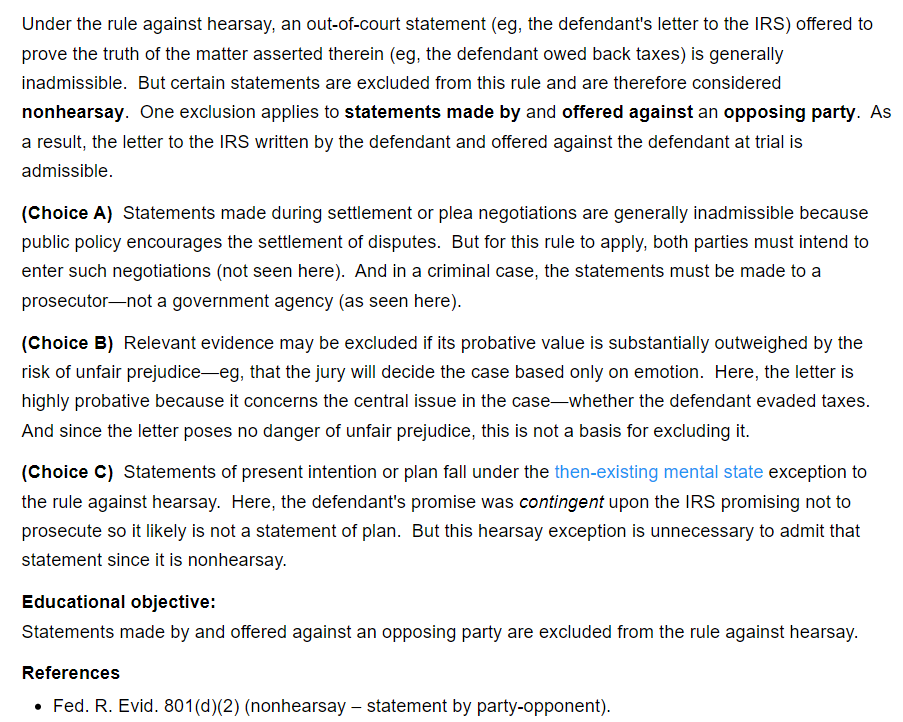 Under the rule against hearsay, an out-of-court statement (eg, the defendant's letter to the IRS) offered to
prove the truth of the matter asserted therein (eg, the defendant owed back taxes) is generally
inadmissible.  But certain statements are excluded from this rule and are therefore considered
nonhearsay.  One exclusion applies to statements made by and offered against an opposing party.  As
a result, the letter to the IRS written by the defendant and offered against the defendant at trial is
admissible.
(Choice A)  Statements made during settlement or plea negotiations are generally inadmissible because
public policy encourages the settlement of disputes.  But for this rule to apply, both parties must intend to
enter such negotiations (not seen here).  And in a criminal case, the statements must be made to a
prosecutor—not a government agency (as seen here).
(Choice B)  Relevant evidence may be excluded if its probative value is substantially outweighed by the
risk of unfair prejudice—eg, that the jury will decide the case based only on emotion.  Here, the letter is
highly probative because it concerns the central issue in the case—whether the defendant evaded taxes.
And since the letter poses no danger of unfair prejudice, this is not a basis for excluding it.
(Choice C)  Statements of present intention or plan fall under the then-existing mental state exception to
the rule against hearsay.  Here, the defendant's promise was contingent upon the IRS promising not to
prosecute so it likely is not a statement of plan.  But this hearsay exception is unnecessary to admit that
statement since it is nonhearsay.
Educational objective:
Statements made by and offered against an opposing party are excluded from the rule against hearsay.
References
• Fed. R. Evid. 801(d)(2) (nonhearsay – statement by party-opponent).